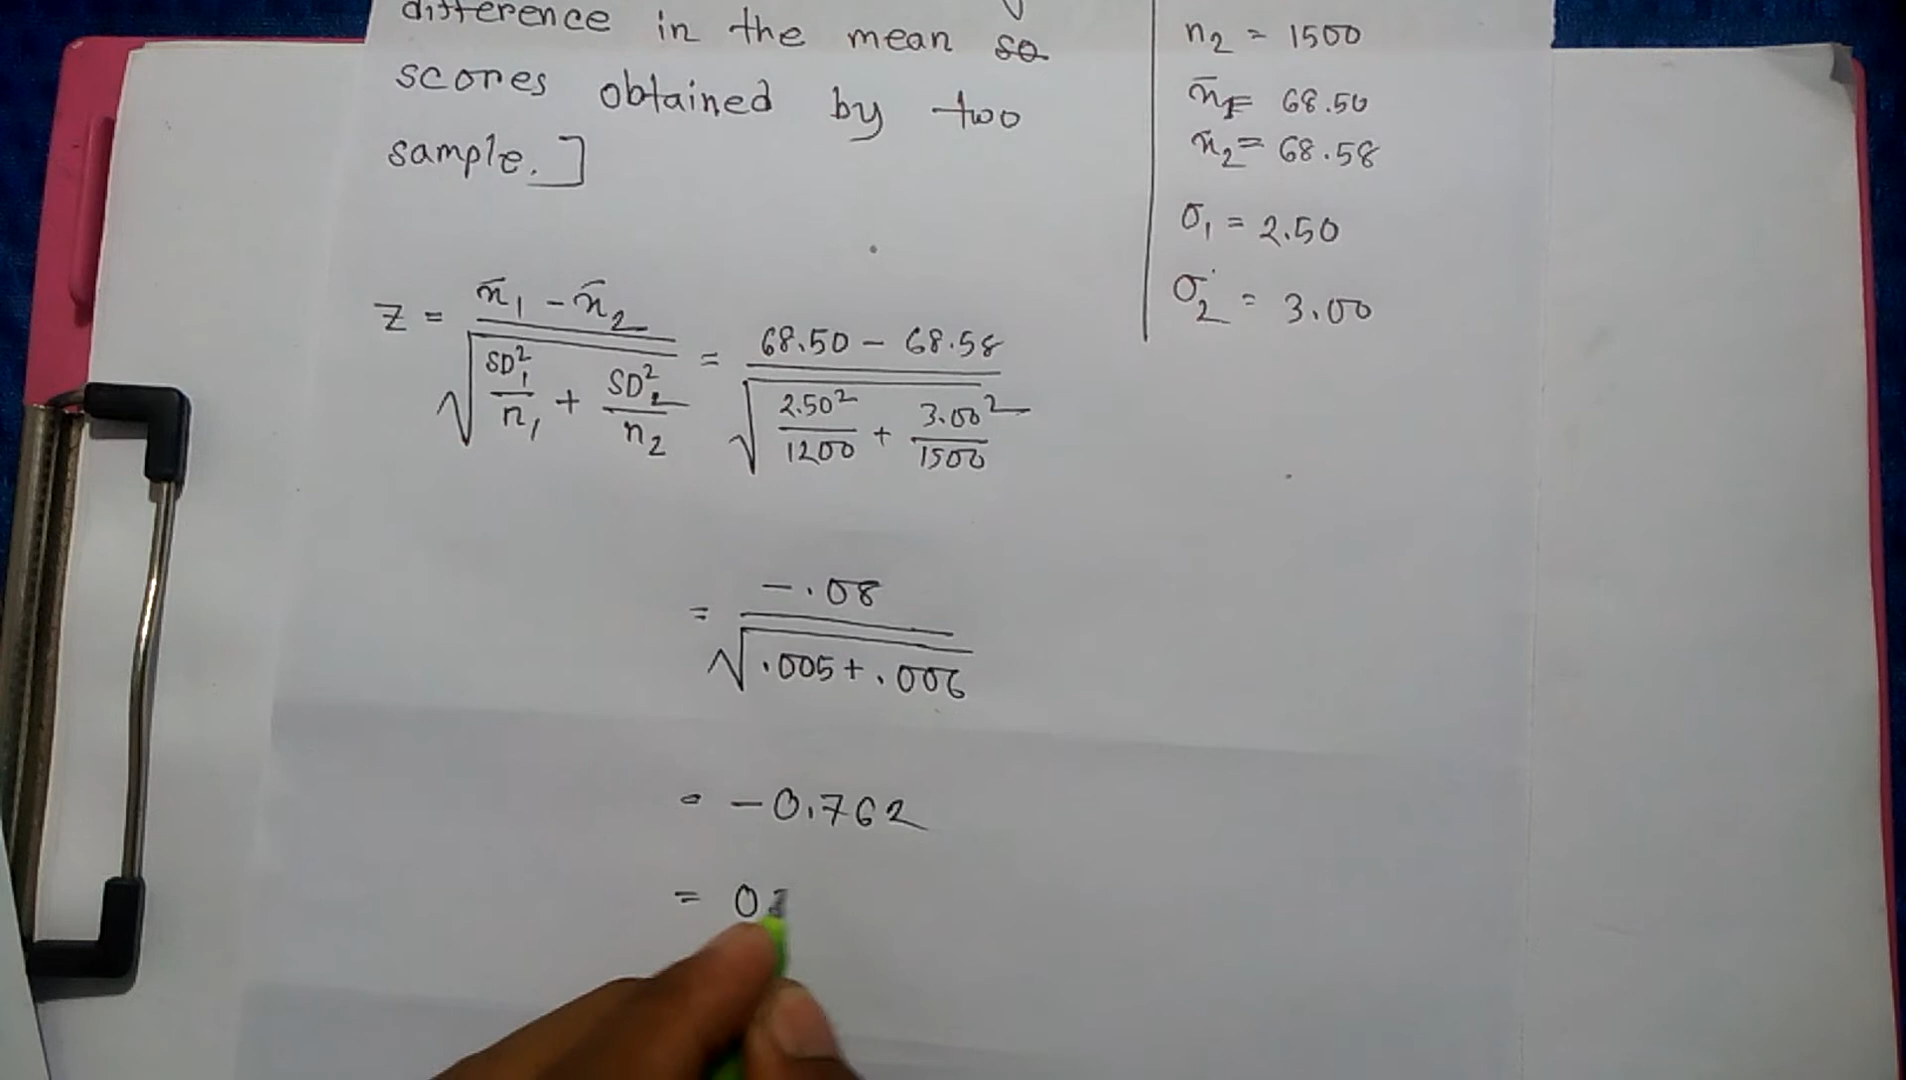 difference in the mean so
scores obtained by two
sample.]
n₂ = 1500
x̄₁ = 68.50
x̄₂ = 68.58
σ₁ = 2.50
σ₂ = 3.00
Z = (x̄₁ - x̄₂) / √(SD₁²/n₁ + SD₂²/n₂) = (68.50 - 68.58) / √(2.50²/1200 + 3.00²/1500)
= -.08 / √(.005 + .006)
= -0.762
= 0.